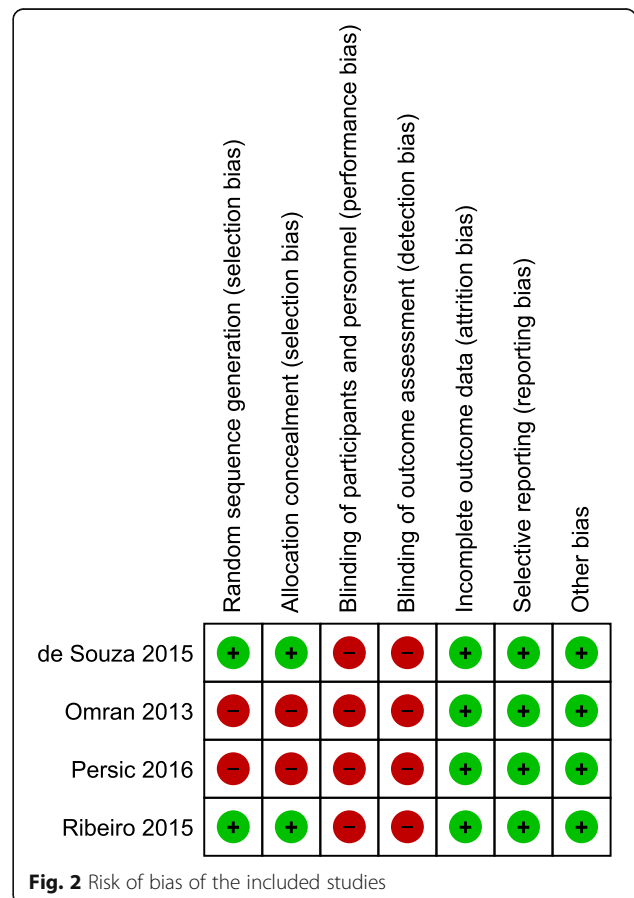 Random sequence generation (selection bias)
Allocation concealment (selection bias)
Blinding of participants and personnel (performance bias)
Blinding of outcome assessment (detection bias)
Incomplete outcome data (attrition bias)
Selective reporting (reporting bias)
Other bias
de Souza 2015 + + − − + + +
Omran 2013 − − − − + + +
Persic 2016 − − − − + + +
Ribeiro 2015 + + − − + + +
Fig. 2 Risk of bias of the included studies